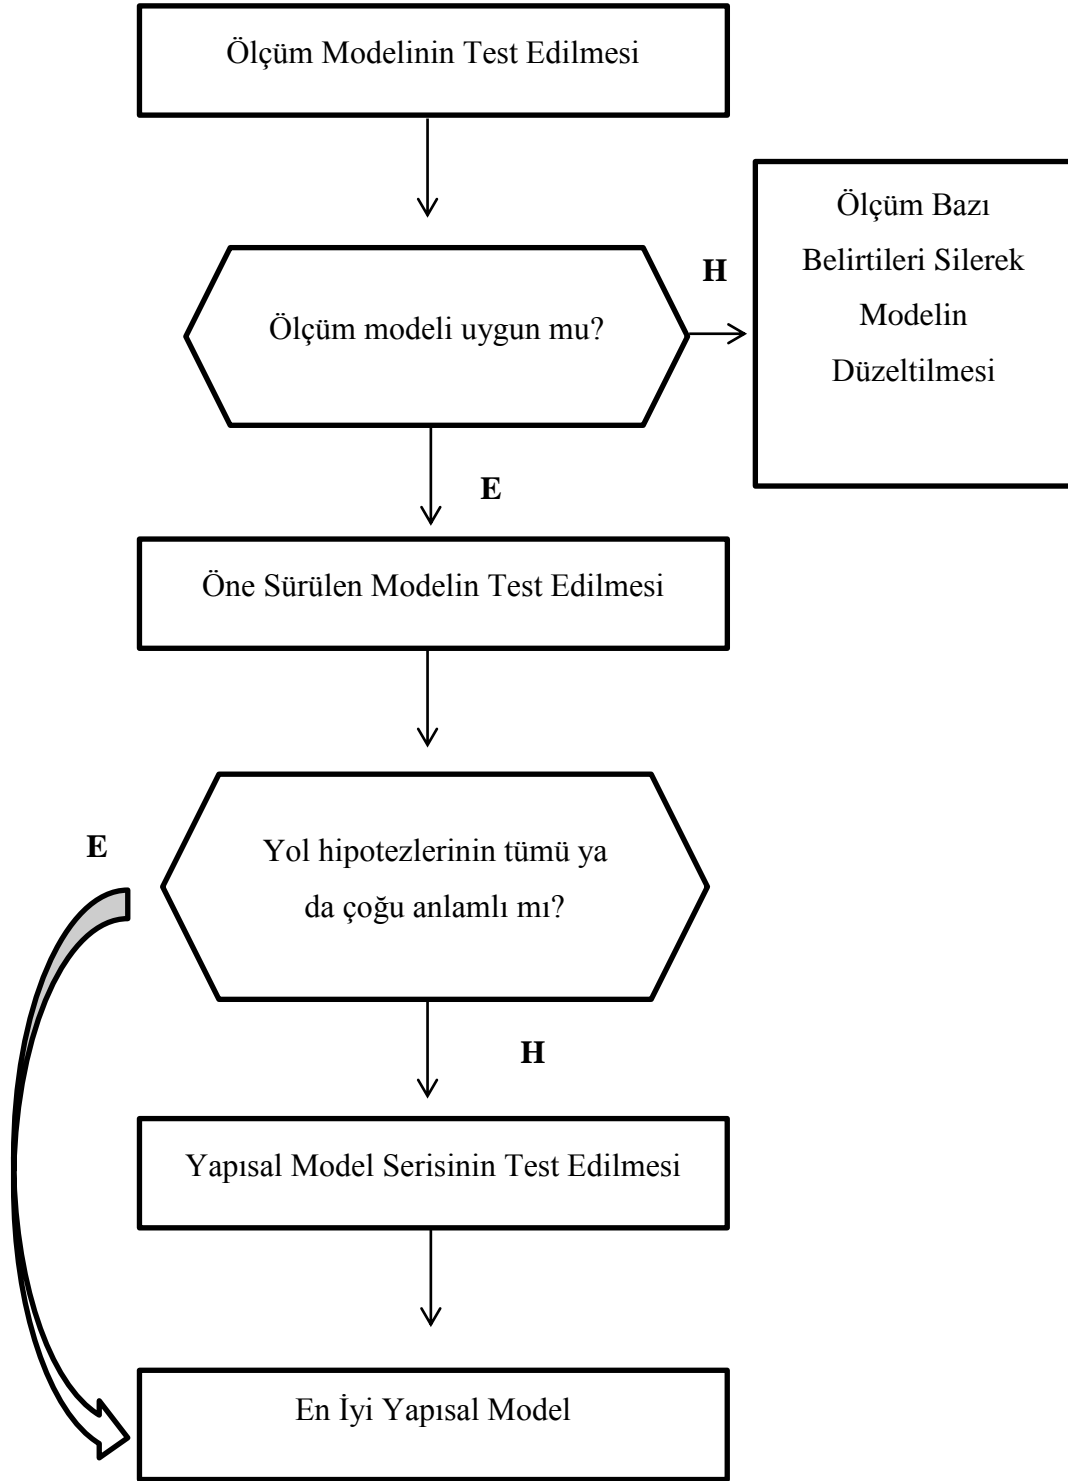 Ölçüm Modelinin Test Edilmesi
Ölçüm modeli uygun mu?
H
Ölçüm Bazı
Belirtileri Silerek
Modelin
Düzeltilmesi
E
Öne Sürülen Modelin Test Edilmesi
E
Yol hipotezlerinin tümü ya
da çoğu anlamlı mı?
H
Yapısal Model Serisinin Test Edilmesi
En İyi Yapısal Model